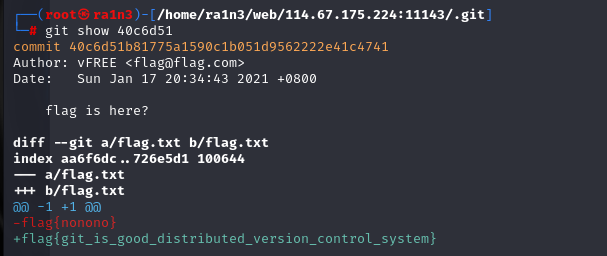 ┌──(root㉿ra1n3)-[/home/ra1n3/web/114.67.175.224:11143/.git]
└─# git show 40c6d51
commit 40c6d51b81775a1590c1b051d9562222e41c4741
Author: vFREE <flag@flag.com>
Date:   Sun Jan 17 20:34:43 2021 +0800
    flag is here?
diff --git a/flag.txt b/flag.txt
index aa6f6dc..726e5d1 100644
--- a/flag.txt
+++ b/flag.txt
@@ -1 +1 @@
-flag{nonono}
+flag{git_is_good_distributed_version_control_system}